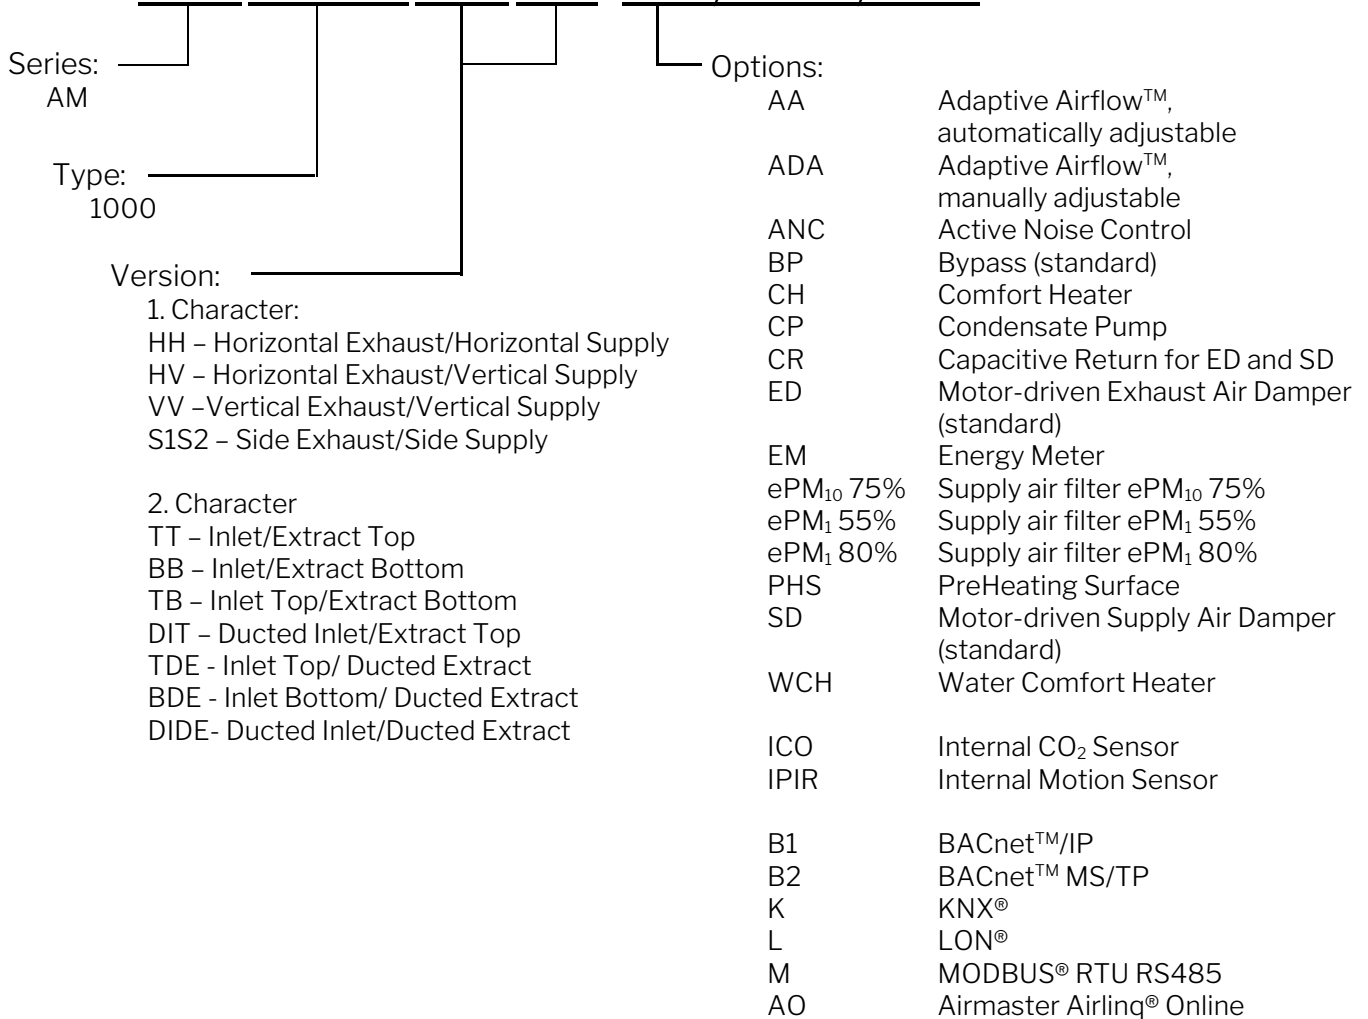 Series:
AM
Type:
1000
Version:
1. Character:
HH – Horizontal Exhaust/Horizontal Supply
HV – Horizontal Exhaust/Vertical Supply
VV –Vertical Exhaust/Vertical Supply
S1S2 – Side Exhaust/Side Supply
2. Character
TT – Inlet/Extract Top
BB – Inlet/Extract Bottom
TB – Inlet Top/Extract Bottom
DIT – Ducted Inlet/Extract Top
TDE - Inlet Top/ Ducted Extract
BDE - Inlet Bottom/ Ducted Extract
DIDE- Ducted Inlet/Ducted Extract
Options:
AA Adaptive Airflow™,
automatically adjustable
ADA Adaptive Airflow™,
manually adjustable
ANC Active Noise Control
BP Bypass (standard)
CH Comfort Heater
CP Condensate Pump
CR Capacitive Return for ED and SD
ED Motor-driven Exhaust Air Damper
(standard)
EM Energy Meter
ePM₁₀ 75% Supply air filter ePM₁₀ 75%
ePM₁ 55% Supply air filter ePM₁ 55%
ePM₁ 80% Supply air filter ePM₁ 80%
PHS PreHeating Surface
SD Motor-driven Supply Air Damper
(standard)
WCH Water Comfort Heater
ICO Internal CO₂ Sensor
IPIR Internal Motion Sensor
B1 BACnet™/IP
B2 BACnet™ MS/TP
K KNX®
L LON®
M MODBUS® RTU RS485
AO Airmaster Airlinq® Online